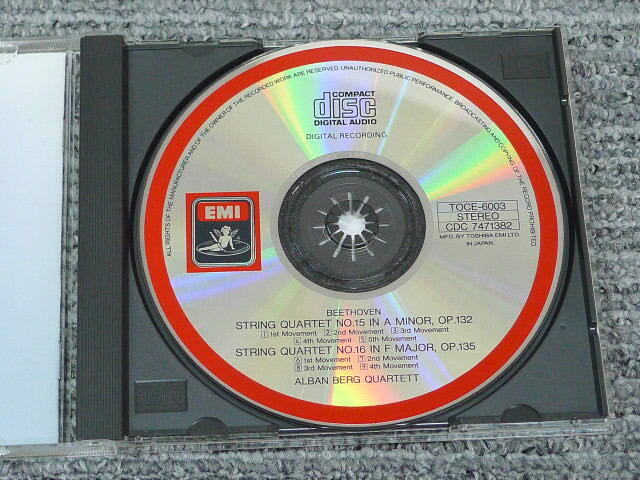 ALL RIGHTS OF THE MANUFACTURER AND OF THE OWNER OF THE RECORDED WORK ARE RESERVED. UNAUTHORIZED PUBLIC PERFORMANCE, BROADCASTING AND COPYING OF THE RECORD PROHIBITED
COMPACT
disc
DIGITAL AUDIO
DIGITAL RECORDING
EMI
TOCE-6003
STEREO
CDC 7471382
MFD. BY TOSHIBA EMI LTD.
IN JAPAN.
BEETHOVEN
STRING QUARTET NO.15 IN A MINOR, OP.132
1 1st Movement 2 2nd Movement 3 3rd Movement
4 4th Movement 5 5th Movement
STRING QUARTET NO.16 IN F MAJOR, OP.135
6 1st Movement 7 2nd Movement
8 3rd Movement 9 4th Movement
ALBAN BERG QUARTETT